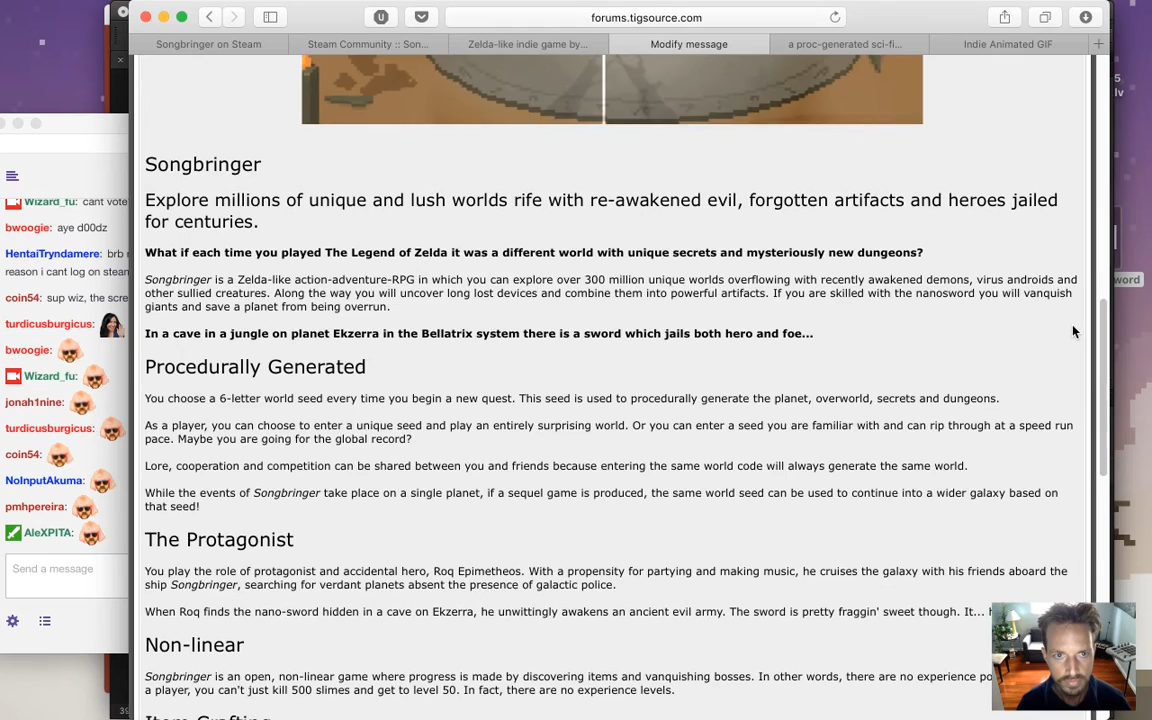 forums.tigsource.com
Songbringer on Steam
Steam Community :: Son...
Zelda-like indie game by...
Modify message
a proc-generated sci-fi...
Indie Animated GIF
Wizard_fu: cant vote
bwoogie: aye d00dz
HentaiTryndamere: brb r
reason i cant log on stean
coin54: sup wiz, the scre
turdicusburgicus:
bwoogie:
Wizard_fu:
jonah1nine:
turdicusburgicus:
coin54:
NoInputAkuma:
pmhpereira:
AleXPITA:
Send a message
Songbringer
Explore millions of unique and lush worlds rife with re-awakened evil, forgotten artifacts and heroes jailed
for centuries.
What if each time you played The Legend of Zelda it was a different world with unique secrets and mysteriously new dungeons?
Songbringer is a Zelda-like action-adventure-RPG in which you can explore over 300 million unique worlds overflowing with recently awakened demons, virus androids and
other sullied creatures. Along the way you will uncover long lost devices and combine them into powerful artifacts. If you are skilled with the nanosword you will vanquish
giants and save a planet from being overrun.
In a cave in a jungle on planet Ekzerra in the Bellatrix system there is a sword which jails both hero and foe...
Procedurally Generated
You choose a 6-letter world seed every time you begin a new quest. This seed is used to procedurally generate the planet, overworld, secrets and dungeons.
As a player, you can choose to enter a unique seed and play an entirely surprising world. Or you can enter a seed you are familiar with and can rip through at a speed run
pace. Maybe you are going for the global record?
Lore, cooperation and competition can be shared between you and friends because entering the same world code will always generate the same world.
While the events of Songbringer take place on a single planet, if a sequel game is produced, the same world seed can be used to continue into a wider galaxy based on
that seed!
The Protagonist
You play the role of protagonist and accidental hero, Roq Epimetheos. With a propensity for partying and making music, he cruises the galaxy with his friends aboard the
ship Songbringer, searching for verdant planets absent the presence of galactic police.
When Roq finds the nano-sword hidden in a cave on Ekzerra, he unwittingly awakens an ancient evil army. The sword is pretty fraggin' sweet though. It...
Non-linear
Songbringer is an open, non-linear game where progress is made by discovering items and vanquishing bosses. In other words, there are no experience po
a player, you can't just kill 500 slimes and get to level 50. In fact, there are no experience levels.
Item Crafting